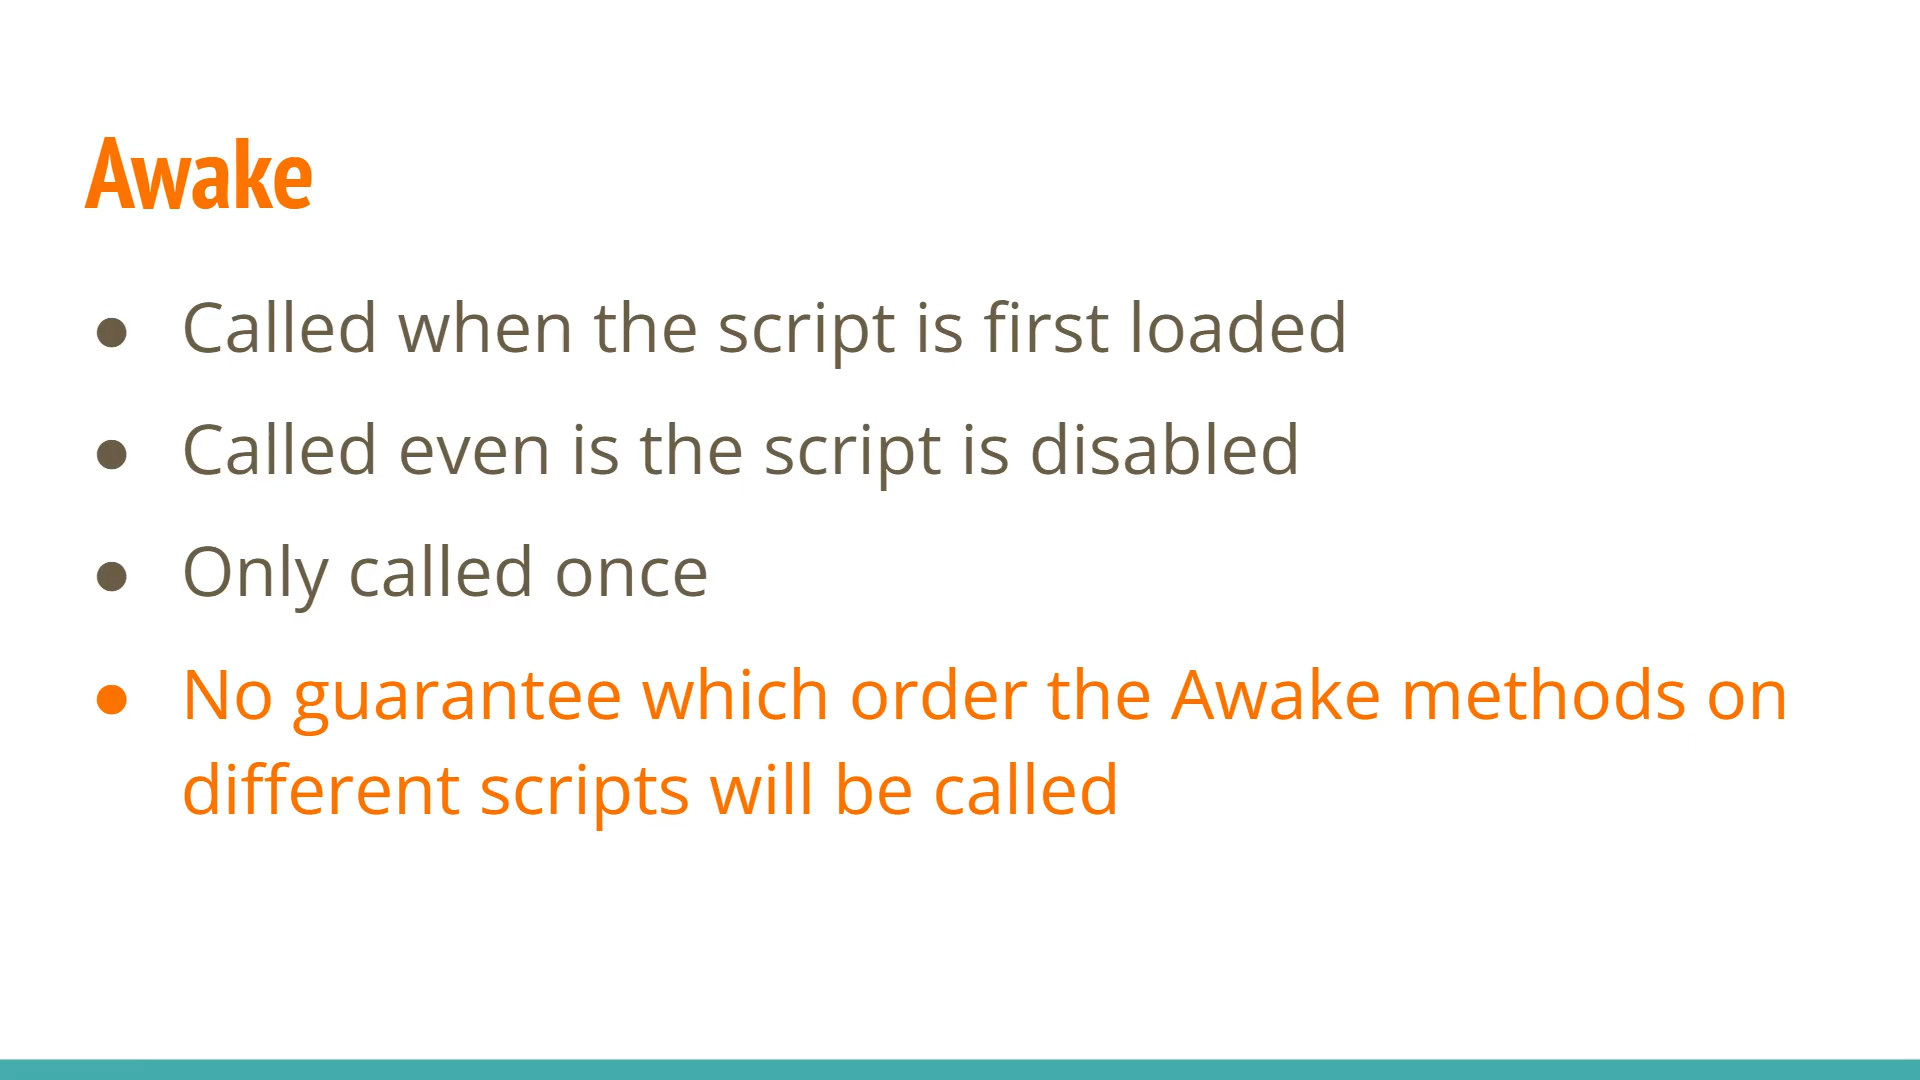 Awake
● Called when the script is first loaded
● Called even is the script is disabled
● Only called once
● No guarantee which order the Awake methods on
different scripts will be called